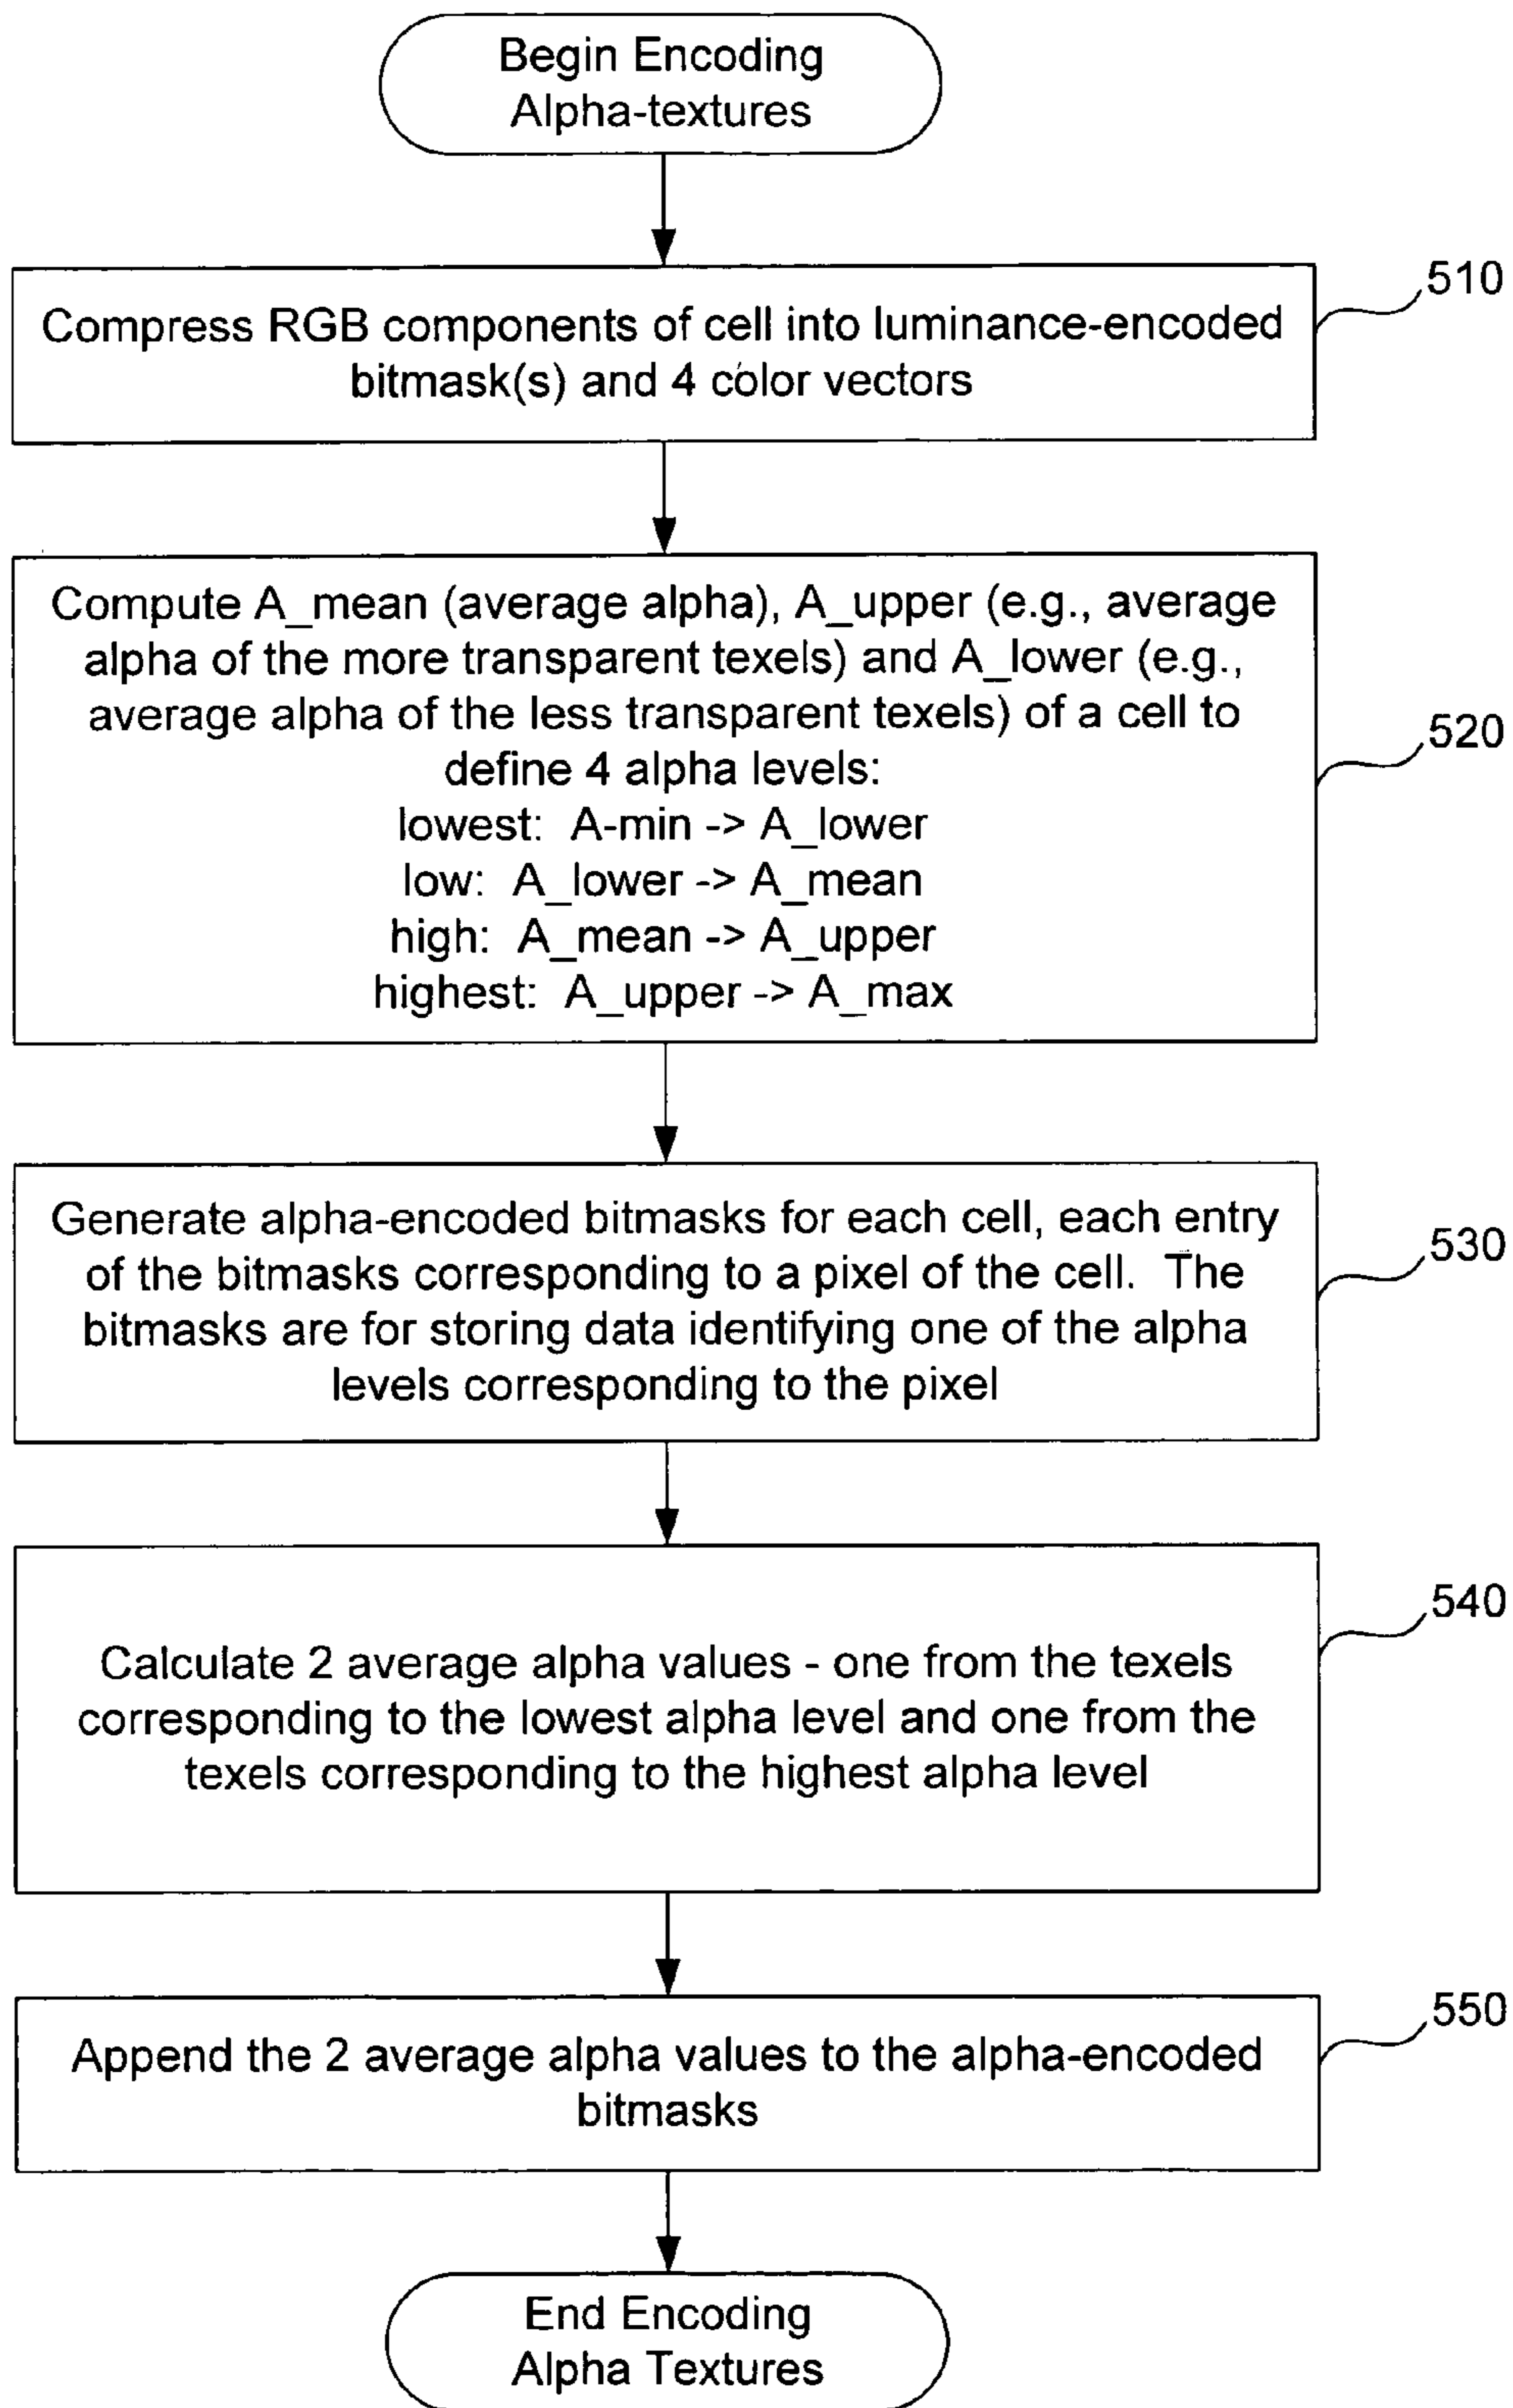 Begin Encoding
Alpha-textures
510
Compress RGB components of cell into luminance-encoded
bitmask(s) and 4 color vectors
Compute A_mean (average alpha), A_upper (e.g., average
alpha of the more transparent texels) and A_lower (e.g.,
average alpha of the less transparent texels) of a cell to
520
define 4 alpha levels:
lowest: A-min -> A_lower
low: A_lower -> A_mean
high: A_mean -> A_upper
highest: A_upper -> A_max
Generate alpha-encoded bitmasks for each cell, each entry
530
of the bitmasks corresponding to a pixel of the cell. The
bitmasks are for storing data identifying one of the alpha
levels corresponding to the pixel
540
Calculate 2 average alpha values - one from the texels
corresponding to the lowest alpha level and one from the
texels corresponding to the highest alpha level
550
Append the 2 average alpha values to the alpha-encoded
bitmasks
End Encoding
Alpha Textures